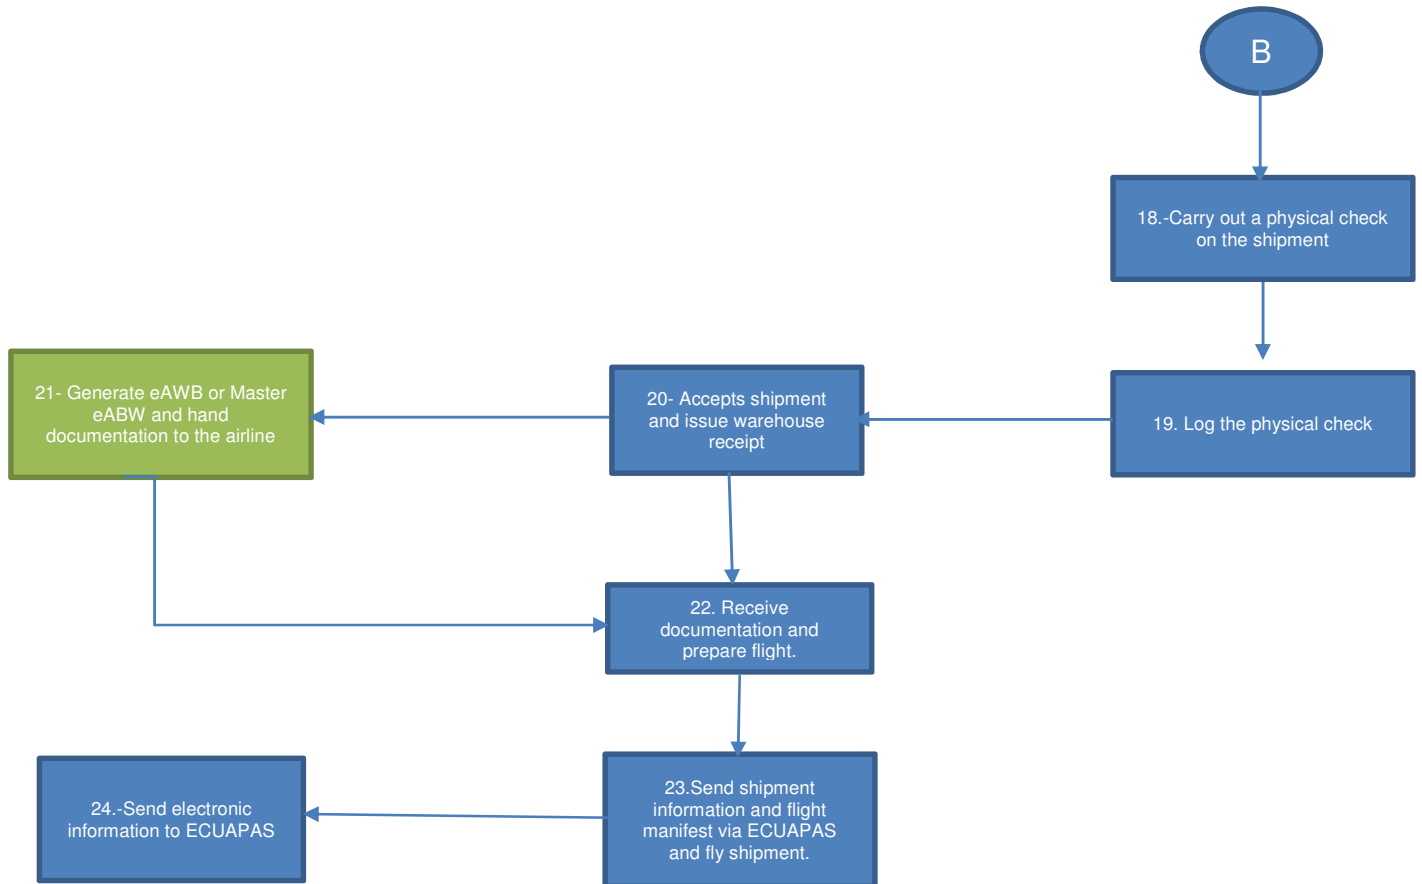 B
18.-Carry out a physical check
on the shipment
19. Log the physical check
20- Accepts shipment
and issue warehouse
receipt
21- Generate eAWB or Master
eABW and hand
documentation to the airline
22. Receive
documentation and
prepare flight.
23.Send shipment
information and flight
manifest via ECUAPAS
and fly shipment.
24.-Send electronic
information to ECUAPAS